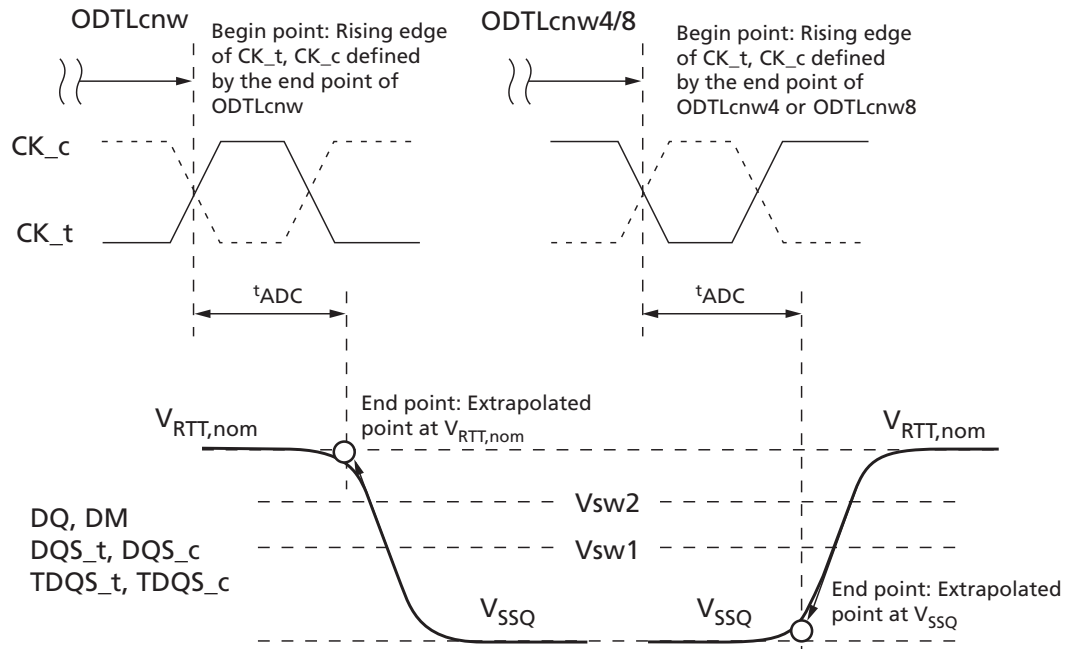 ODTLcnw
Begin point: Rising edge
of CK_t, CK_c defined
by the end point of
ODTLcnw
ODTLcnw4/8
Begin point: Rising edge
of CK_t, CK_c defined
by the end point of
ODTLcnw4 or ODTLcnw8
CK_c
CK_t
tADC
tADC
VRTT,nom
End point: Extrapolated
point at VRTT,nom
VRTT,nom
Vsw2
DQ, DM
DQS_t, DQS_c
TDQS_t, TDQS_c
Vsw1
VSSQ
VSSQ
End point: Extrapolated
point at VSSQ